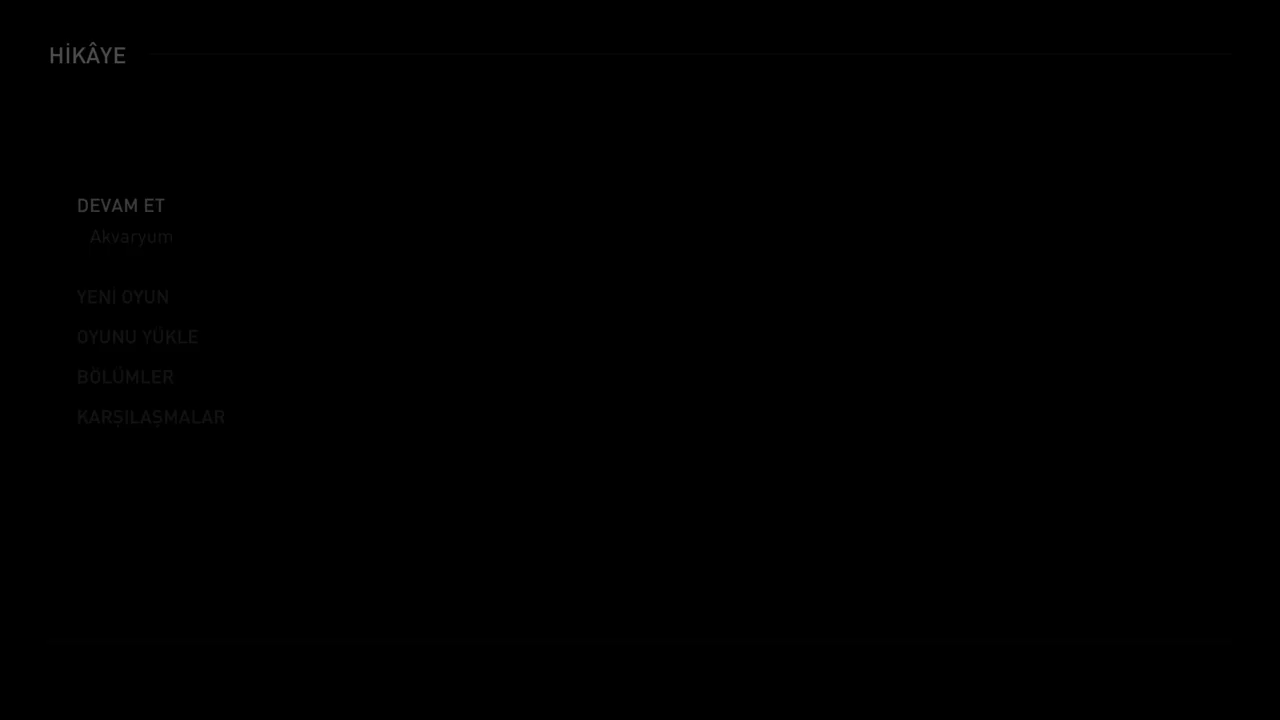 HİKÂYE
DEVAM ET
Akvaryum
YENİ OYUN
OYUNU YÜKLE
BÖLÜMLER
KARŞILAŞMALAR